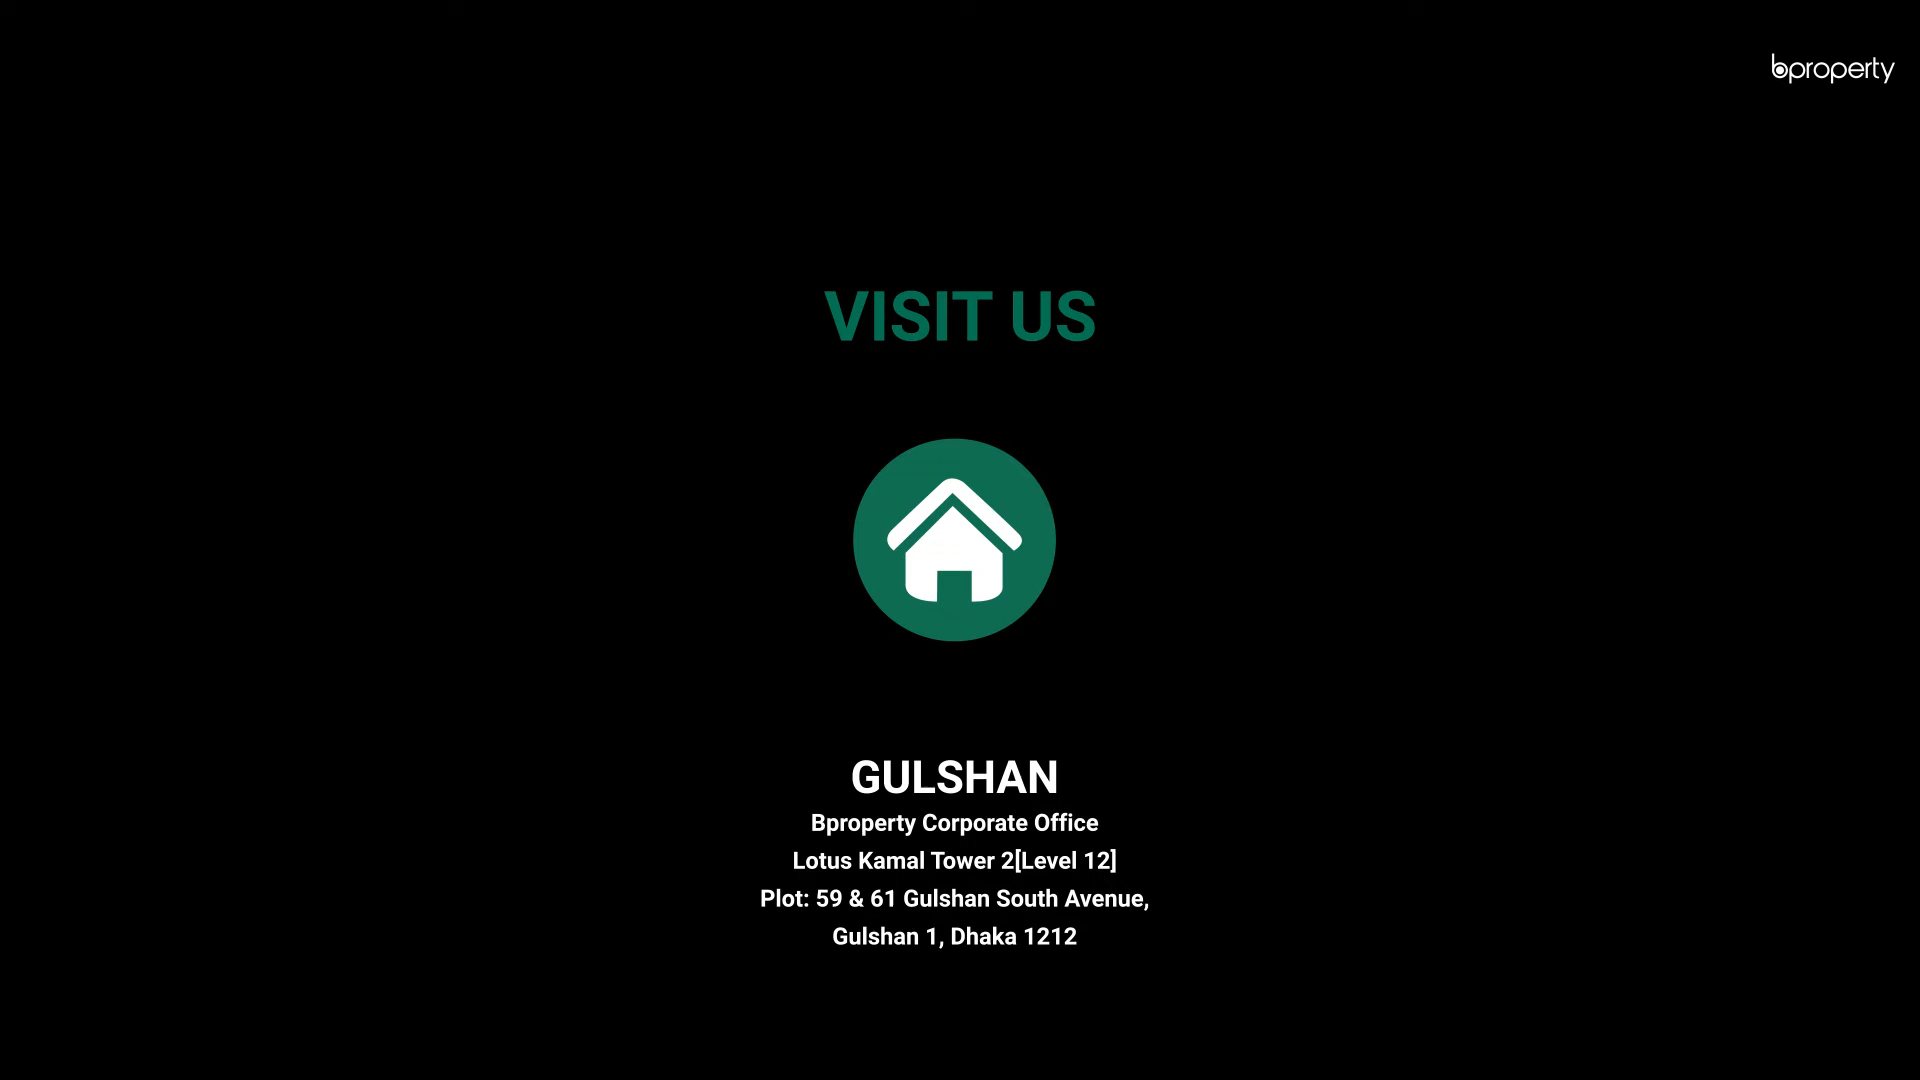 bproperty
VISIT US
GULSHAN
Bproperty Corporate Office
Lotus Kamal Tower 2[Level 12]
Plot: 59 & 61 Gulshan South Avenue,
Gulshan 1, Dhaka 1212